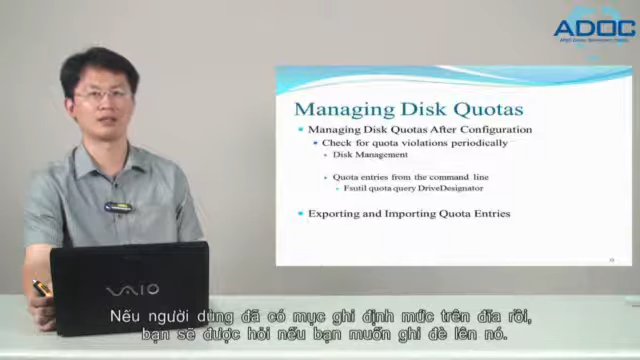 ADOC
Managing Disk Quotas
Managing Disk Quotas After Configuration
Check for quota violations periodically
Disk Management
Quota entries from the command line
Fsutil quota query DriveDesignator
Exporting and Importing Quota Entries
VAIO
Nếu người dùng đã có mục ghi định mức trên đĩa rồi,
bạn sẽ được hỏi nếu bạn muốn ghi đè lên nó.